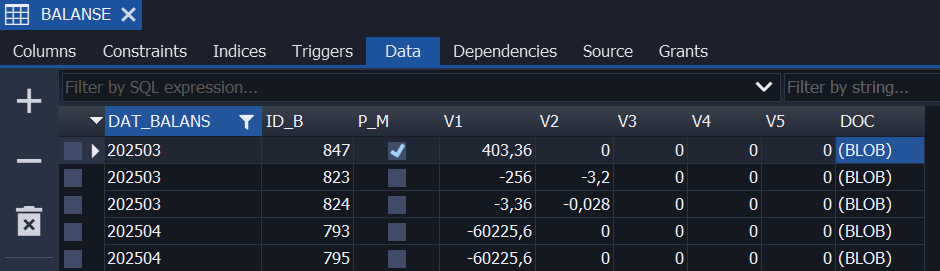 BALANSE
Columns Constraints Indices Triggers Data Dependencies Source Grants
Filter by SQL expression... Filter by string...
DAT_BALANS ID_B P_M V1 V2 V3 V4 V5 DOC
202503 847 403,36 0 0 0 0 (BLOB)
202503 823 -256 -3,2 0 0 0 (BLOB)
202503 824 -3,36 -0,028 0 0 0 (BLOB)
202504 793 -60225,6 0 0 0 0 (BLOB)
202504 795 -60225,6 0 0 0 0 (BLOB)